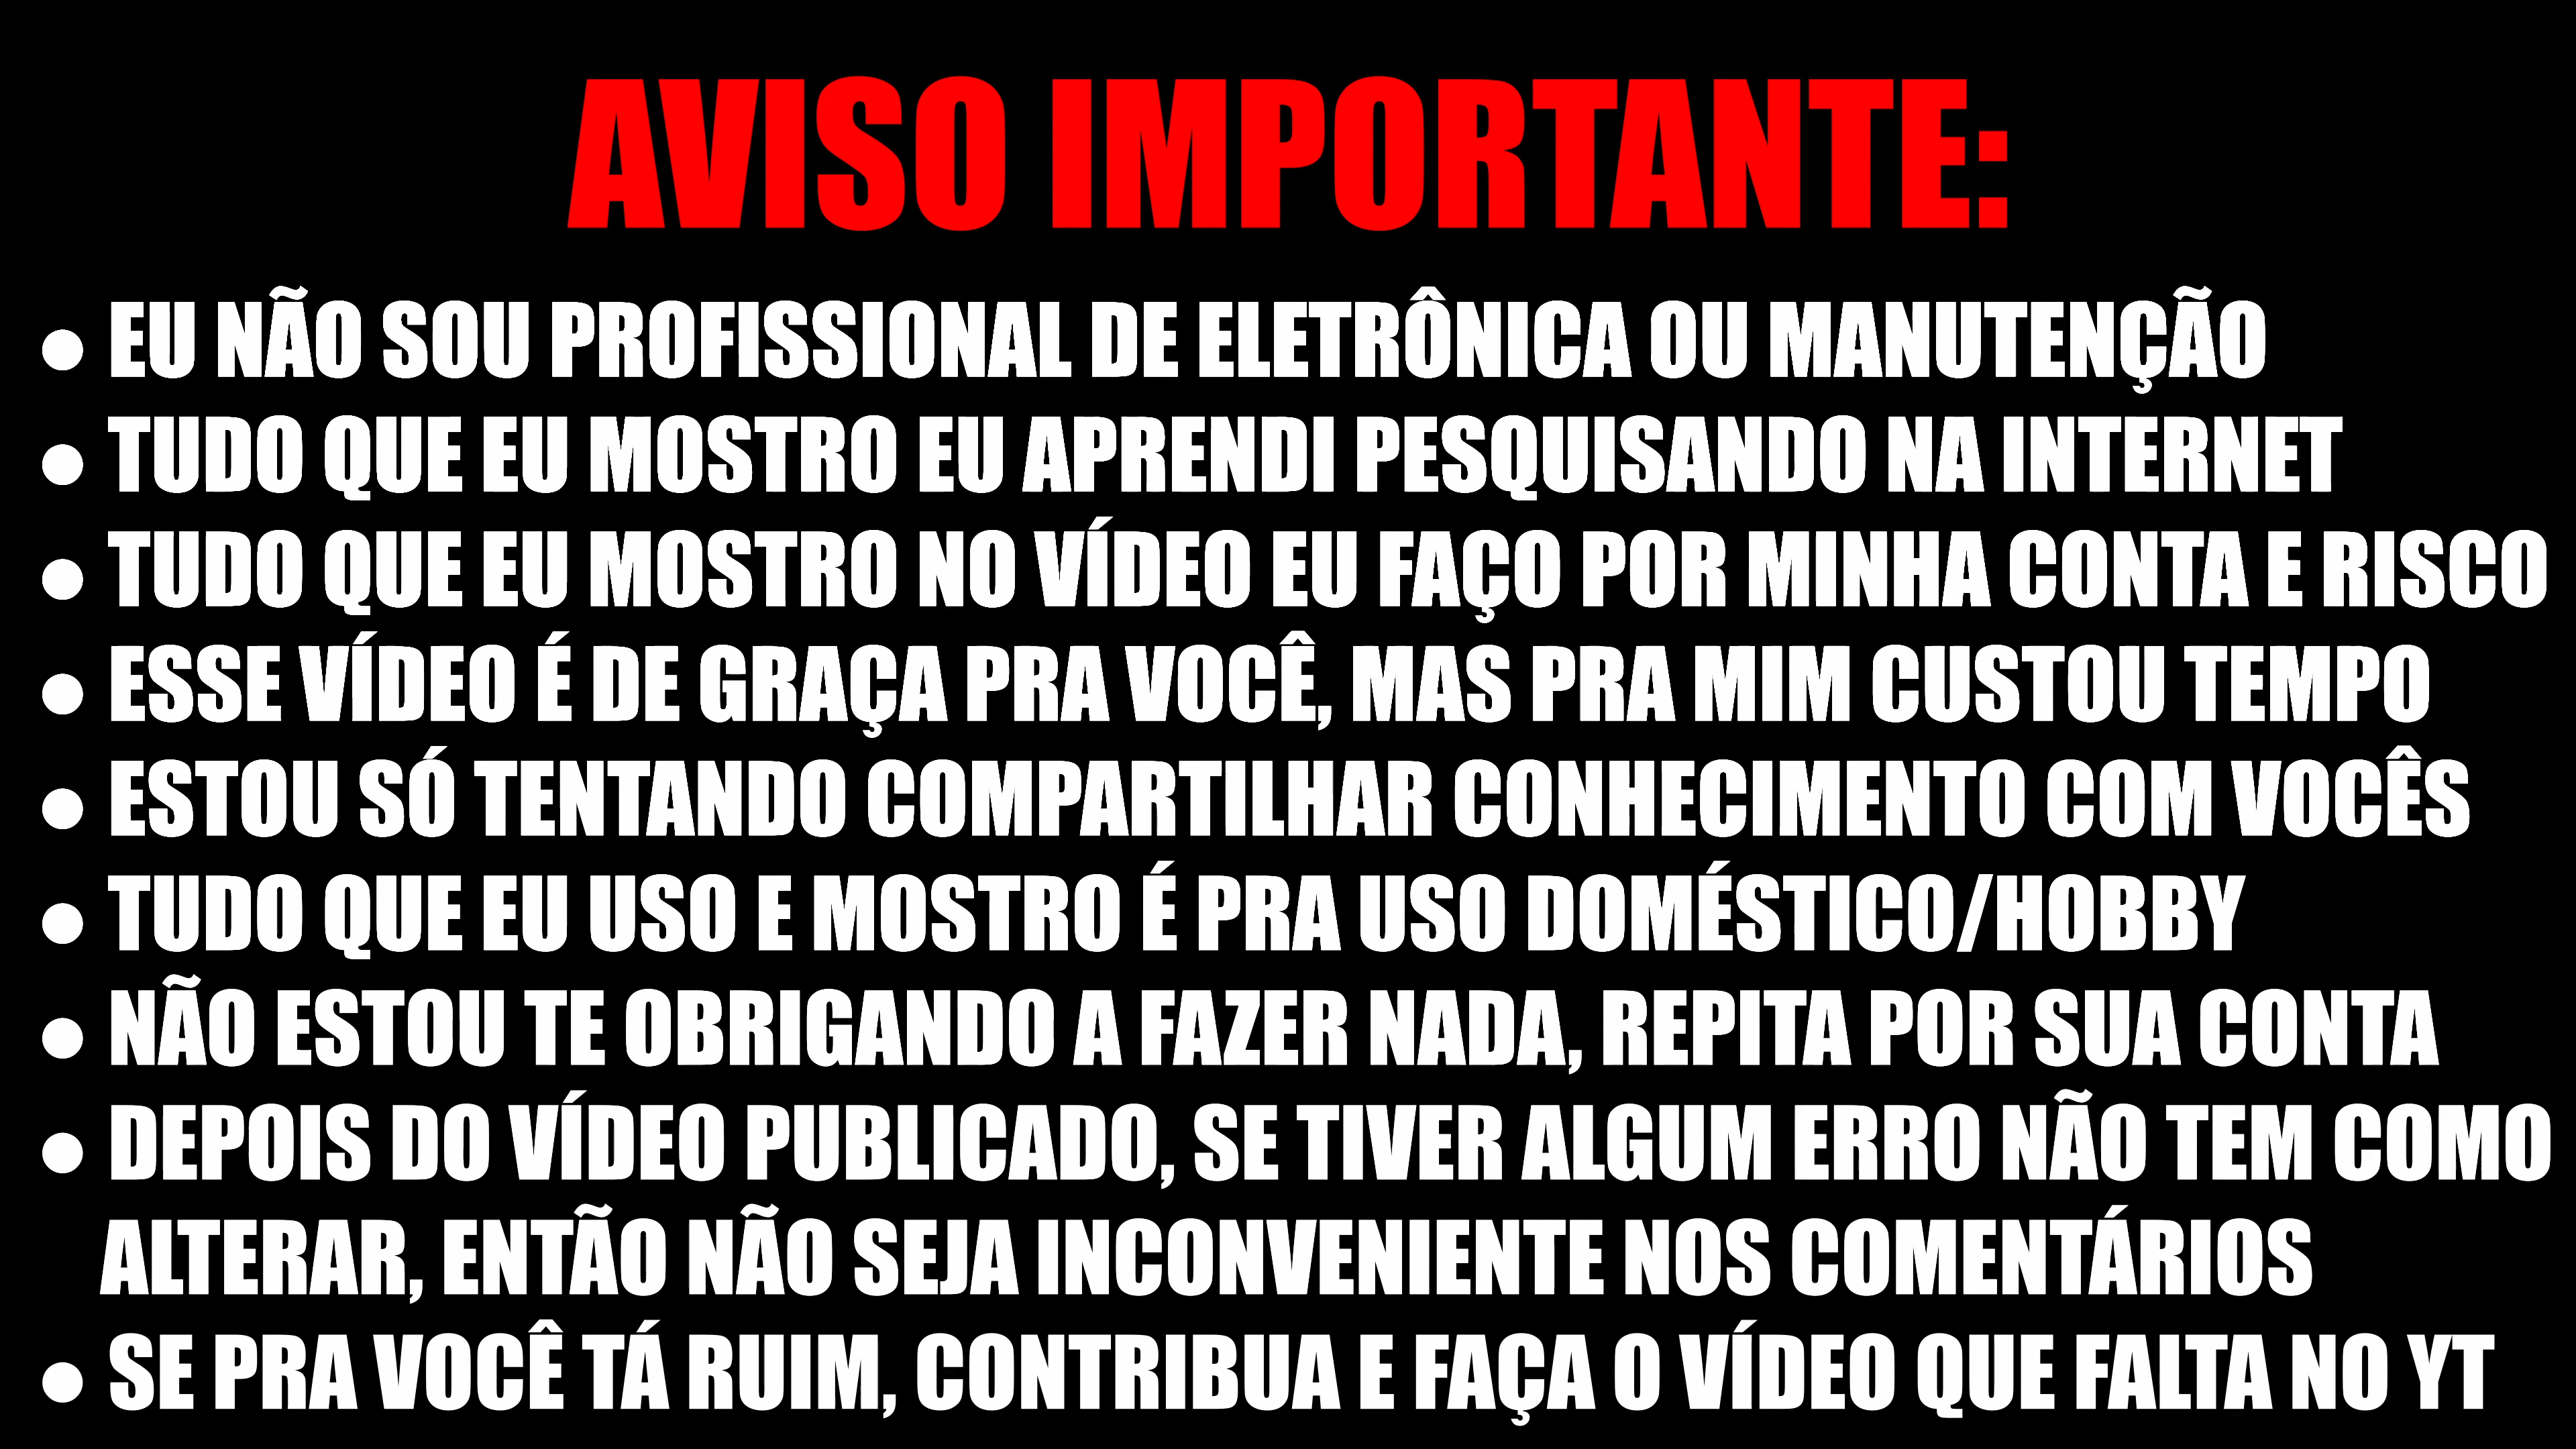 AVISO IMPORTANTE:
● EU NÃO SOU PROFISSIONAL DE ELETRÔNICA OU MANUTENÇÃO
● TUDO QUE EU MOSTRO EU APRENDI PESQUISANDO NA INTERNET
● TUDO QUE EU MOSTRO NO VÍDEO EU FAÇO POR MINHA CONTA E RISCO
● ESSE VÍDEO É DE GRAÇA PRA VOCÊ, MAS PRA MIM CUSTOU TEMPO
● ESTOU SÓ TENTANDO COMPARTILHAR CONHECIMENTO COM VOCÊS
● TUDO QUE EU USO E MOSTRO É PRA USO DOMÉSTICO/HOBBY
● NÃO ESTOU TE OBRIGANDO A FAZER NADA, REPITA POR SUA CONTA
● DEPOIS DO VÍDEO PUBLICADO, SE TIVER ALGUM ERRO NÃO TEM COMO
ALTERAR, ENTÃO NÃO SEJA INCONVENIENTE NOS COMENTÁRIOS
● SE PRA VOCÊ TÁ RUIM, CONTRIBUA E FAÇA O VÍDEO QUE FALTA NO YT